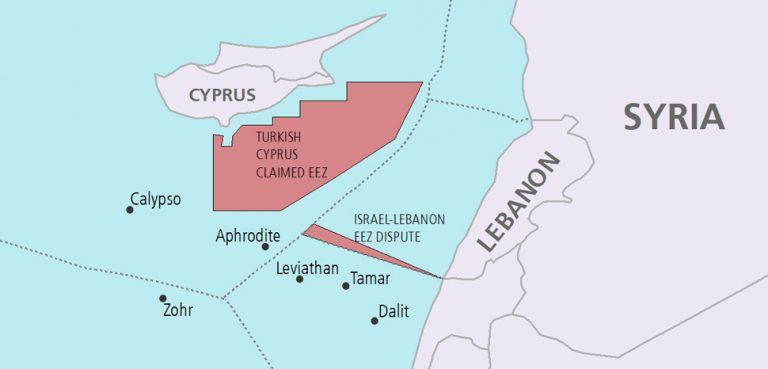 CYPRUS
SYRIA
TURKISH
CYPRUS
CLAIMED EEZ
LEBANON
Calypso
ISRAEL-LEBANON
EEZ DISPUTE
Aphrodite
Leviathan
Tamar
Zohr
Dalit